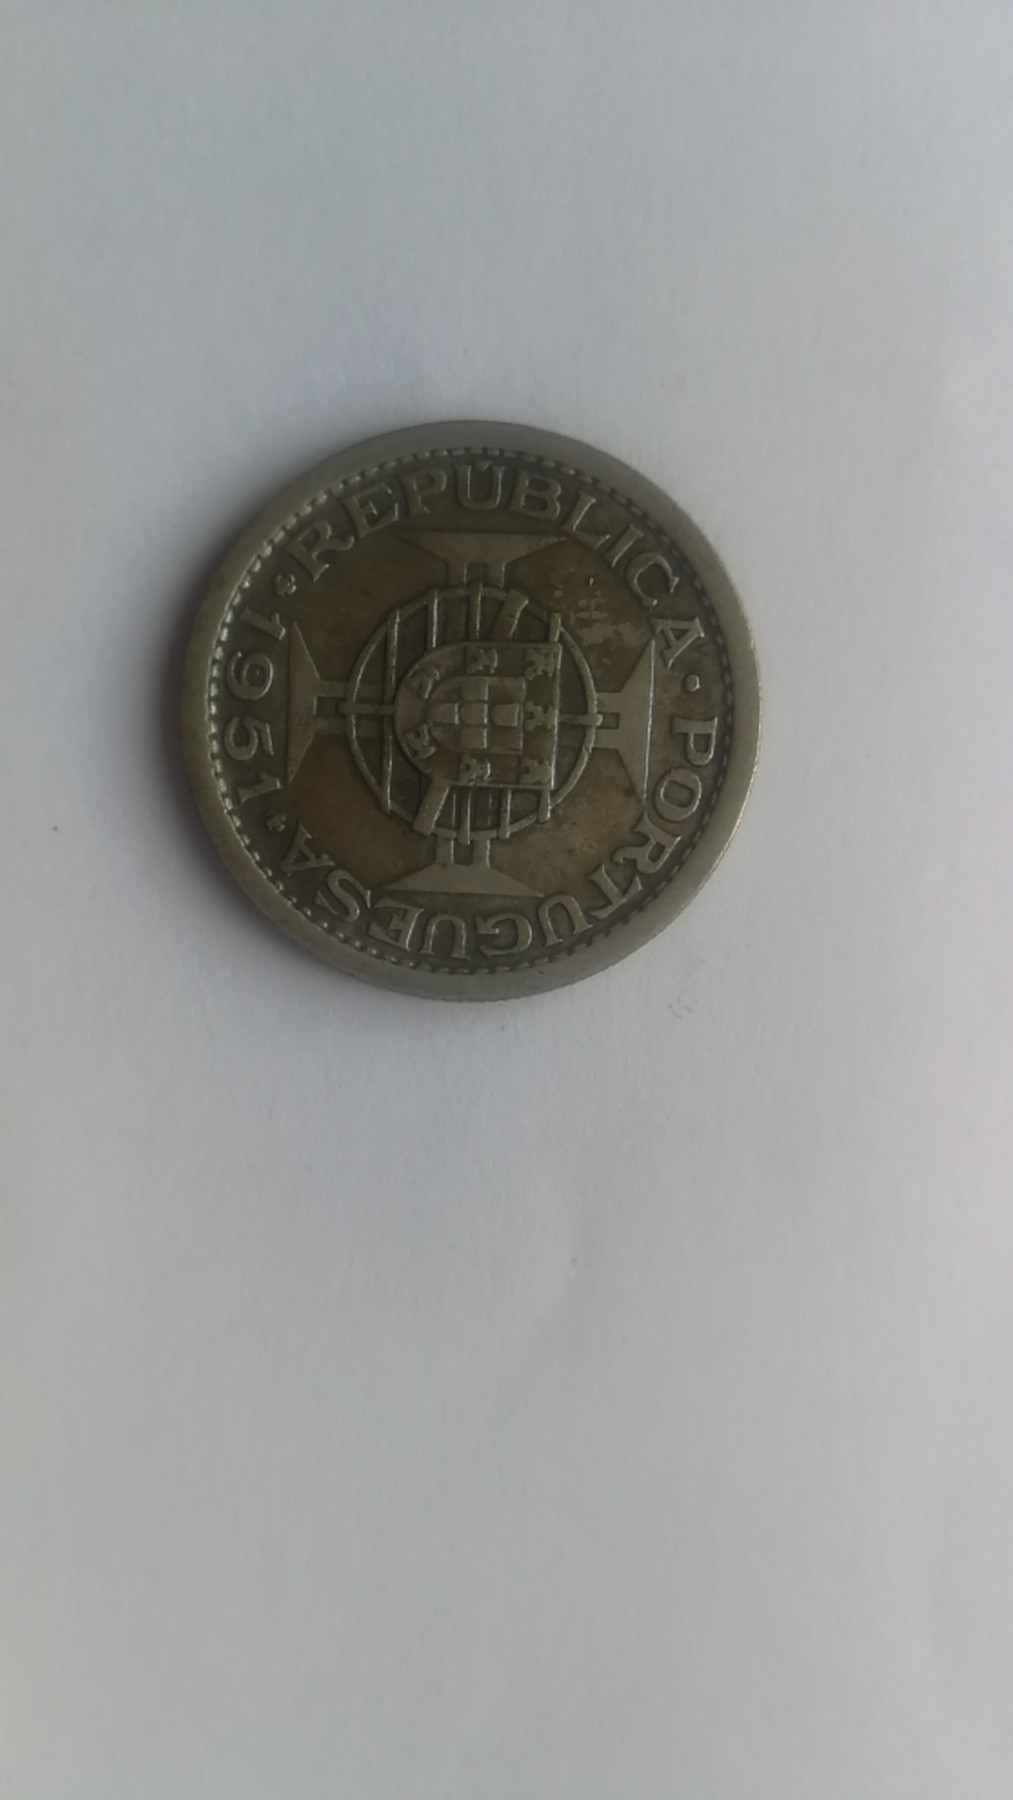 REPÚBLICA · PORTUGUESA
1951